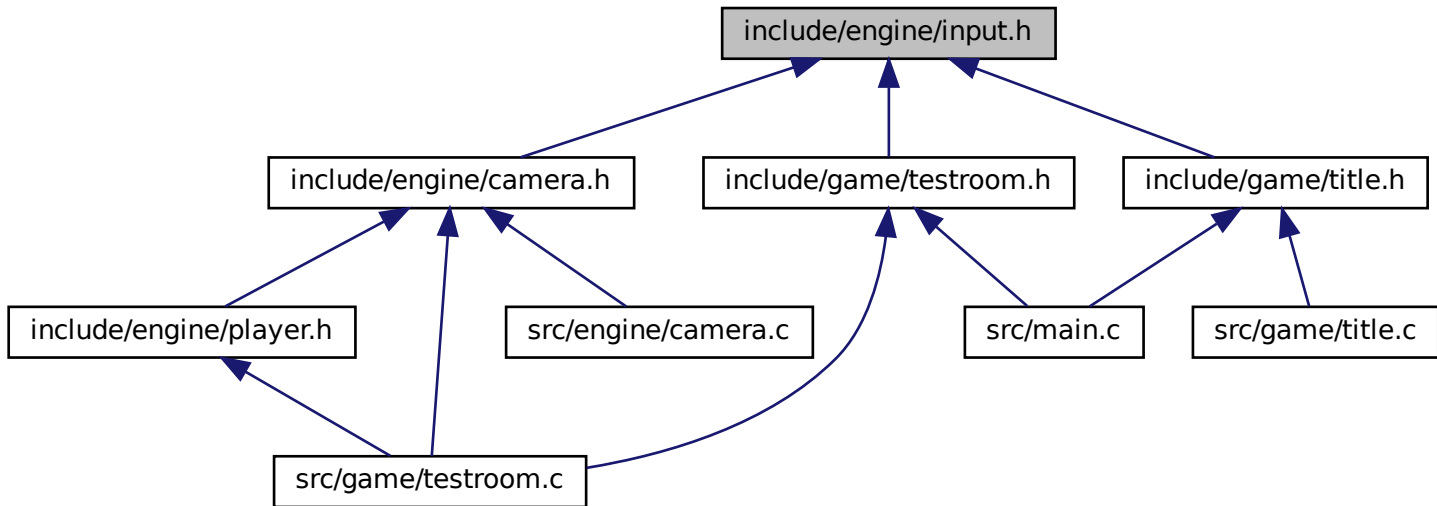 include/engine/input.h
include/engine/camera.h
include/game/testroom.h
include/game/title.h
include/engine/player.h
src/engine/camera.c
src/main.c
src/game/title.c
src/game/testroom.c